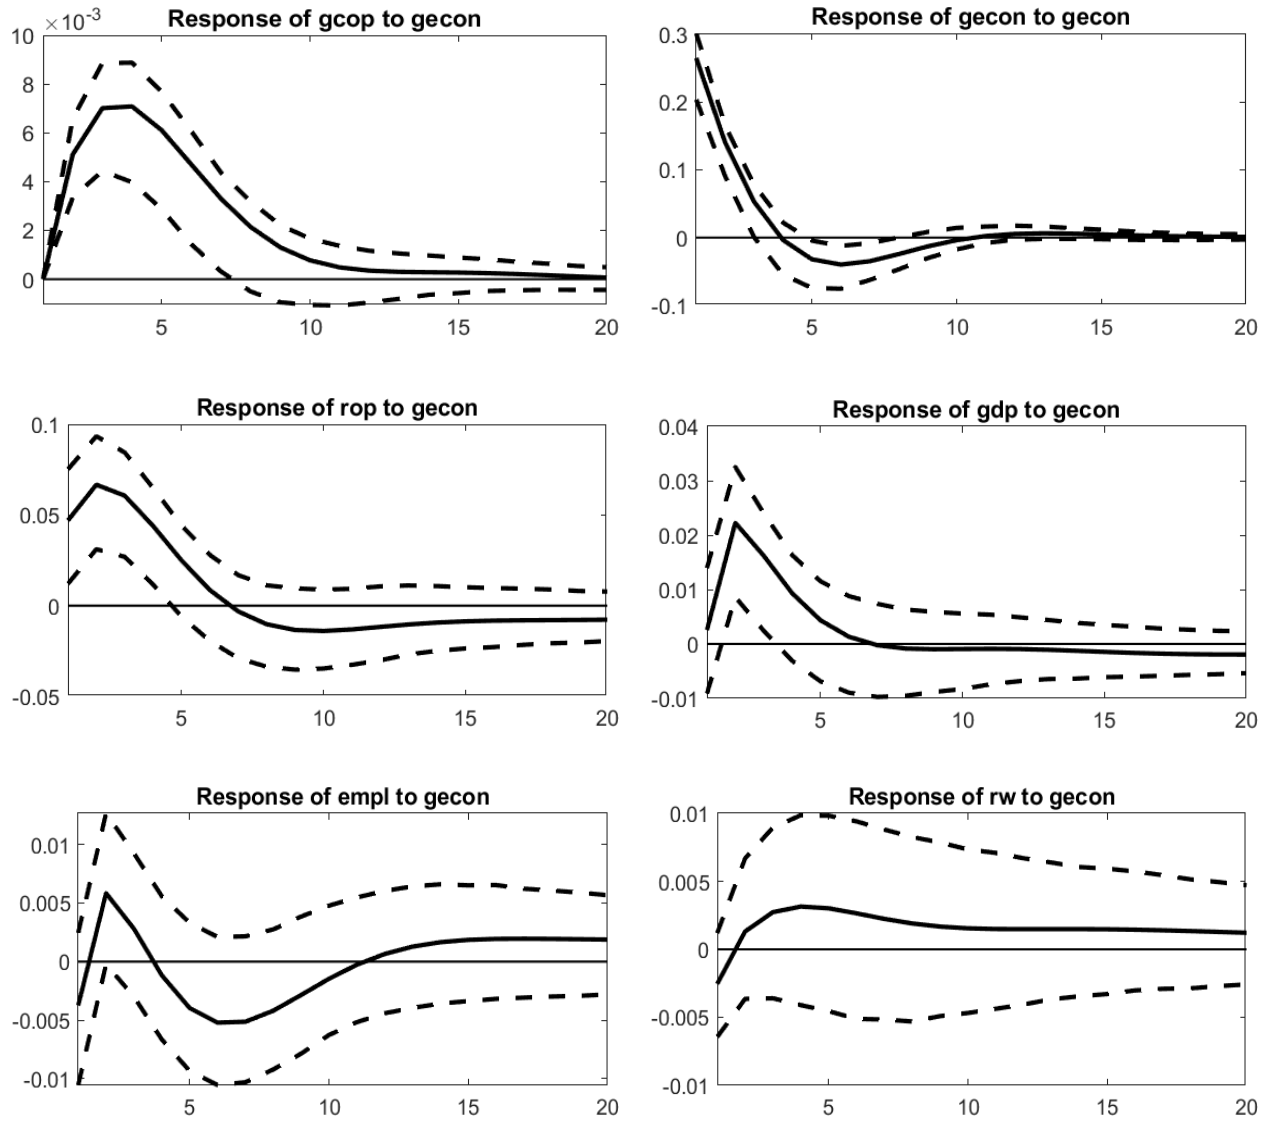 ×10⁻³ Response of gcop to gecon
10
8
6
4
2
0
5 10 15 20
Response of gecon to gecon
0.3
0.2
0.1
0
-0.1
5 10 15 20
Response of rop to gecon
0.1
0.05
0
-0.05
5 10 15 20
Response of gdp to gecon
0.04
0.03
0.02
0.01
0
-0.01
5 10 15 20
Response of empl to gecon
0.01
0.005
0
-0.005
-0.01
5 10 15 20
Response of rw to gecon
0.01
0.005
0
-0.005
-0.01
5 10 15 20